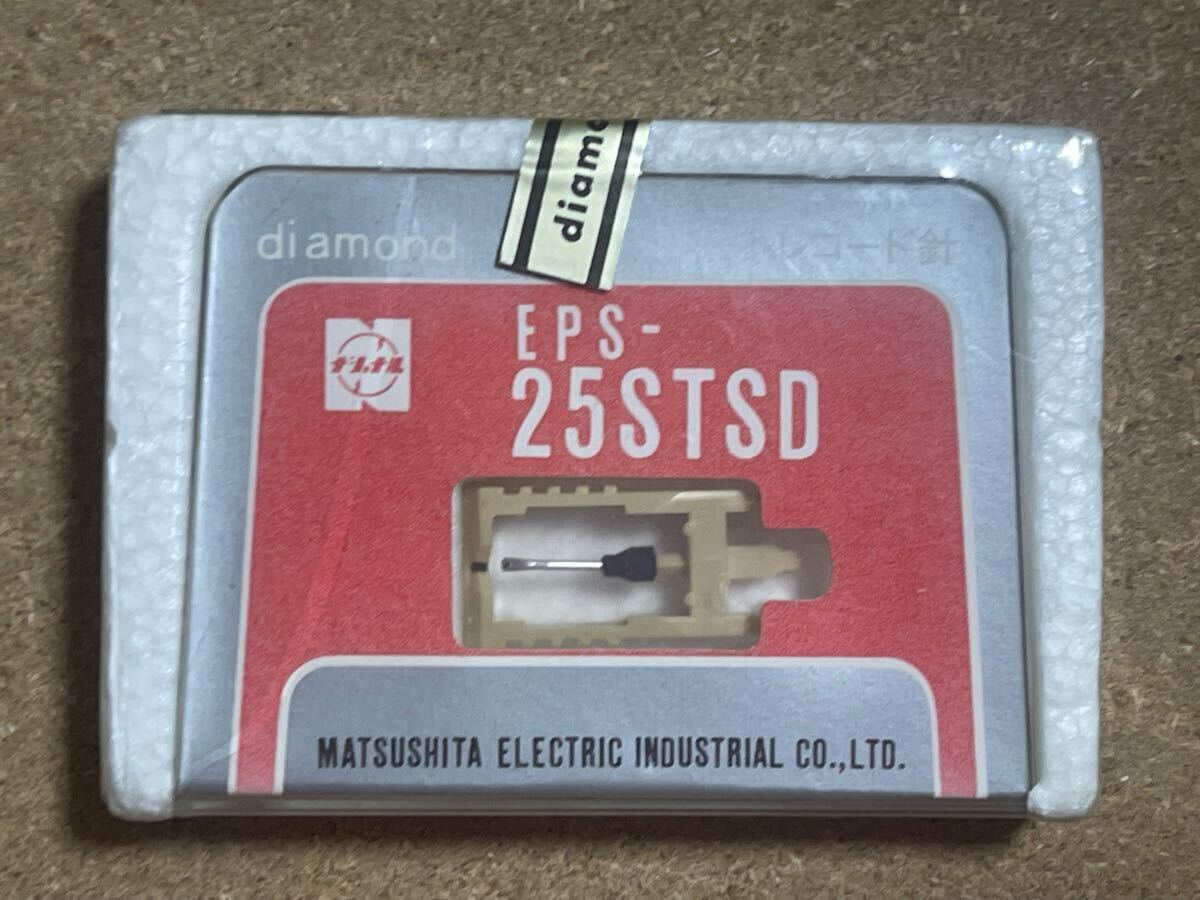 diamo
diamond
レコード針
ナショナル
EPS-
25STSD
MATSUSHITA ELECTRIC INDUSTRIAL CO.,LTD.